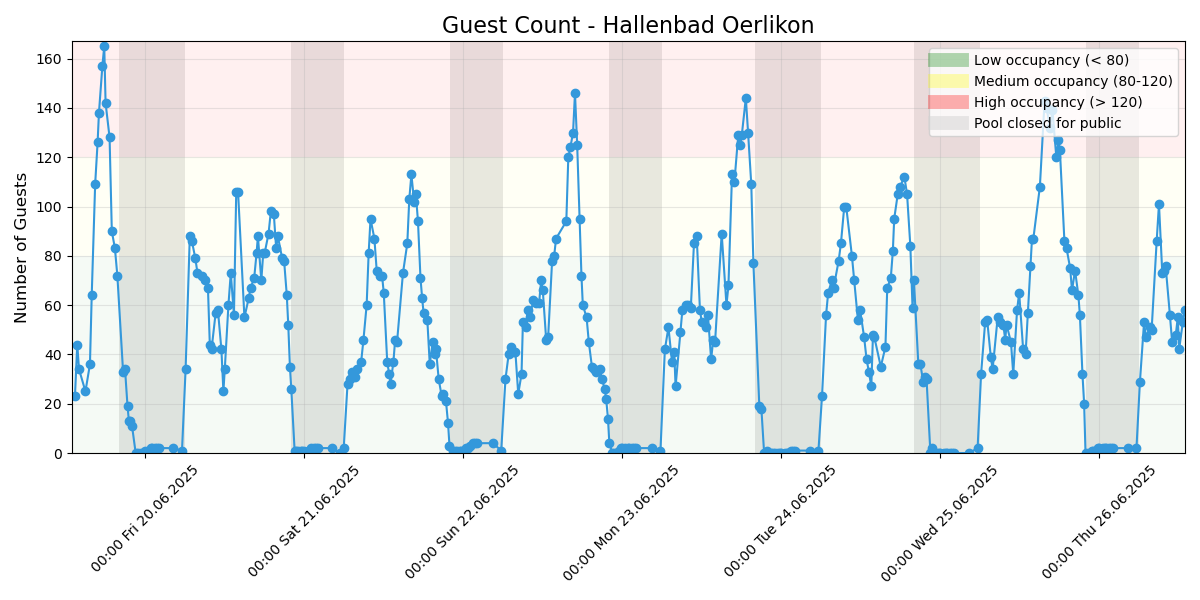 Guest Count - Hallenbad Oerlikon
Low occupancy (< 80)
Medium occupancy (80-120)
High occupancy (> 120)
Pool closed for public
Number of Guests
160
140
120
100
80
60
40
20
0
00:00 Fri 20.06.2025
00:00 Sat 21.06.2025
00:00 Sun 22.06.2025
00:00 Mon 23.06.2025
00:00 Tue 24.06.2025
00:00 Wed 25.06.2025
00:00 Thu 26.06.2025